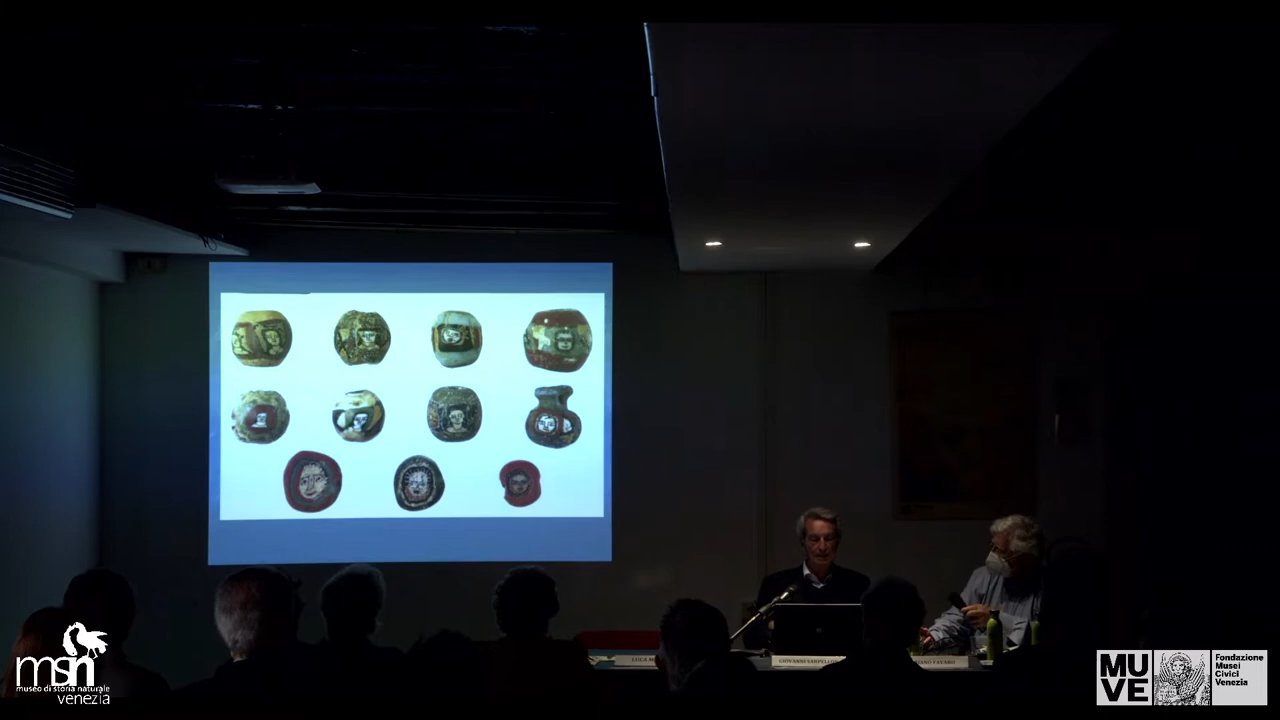 msn
museo di storia naturale
venezia
GIOVANNI SARPELLON
MU
VE
Fondazione
Musei
Civici
Venezia